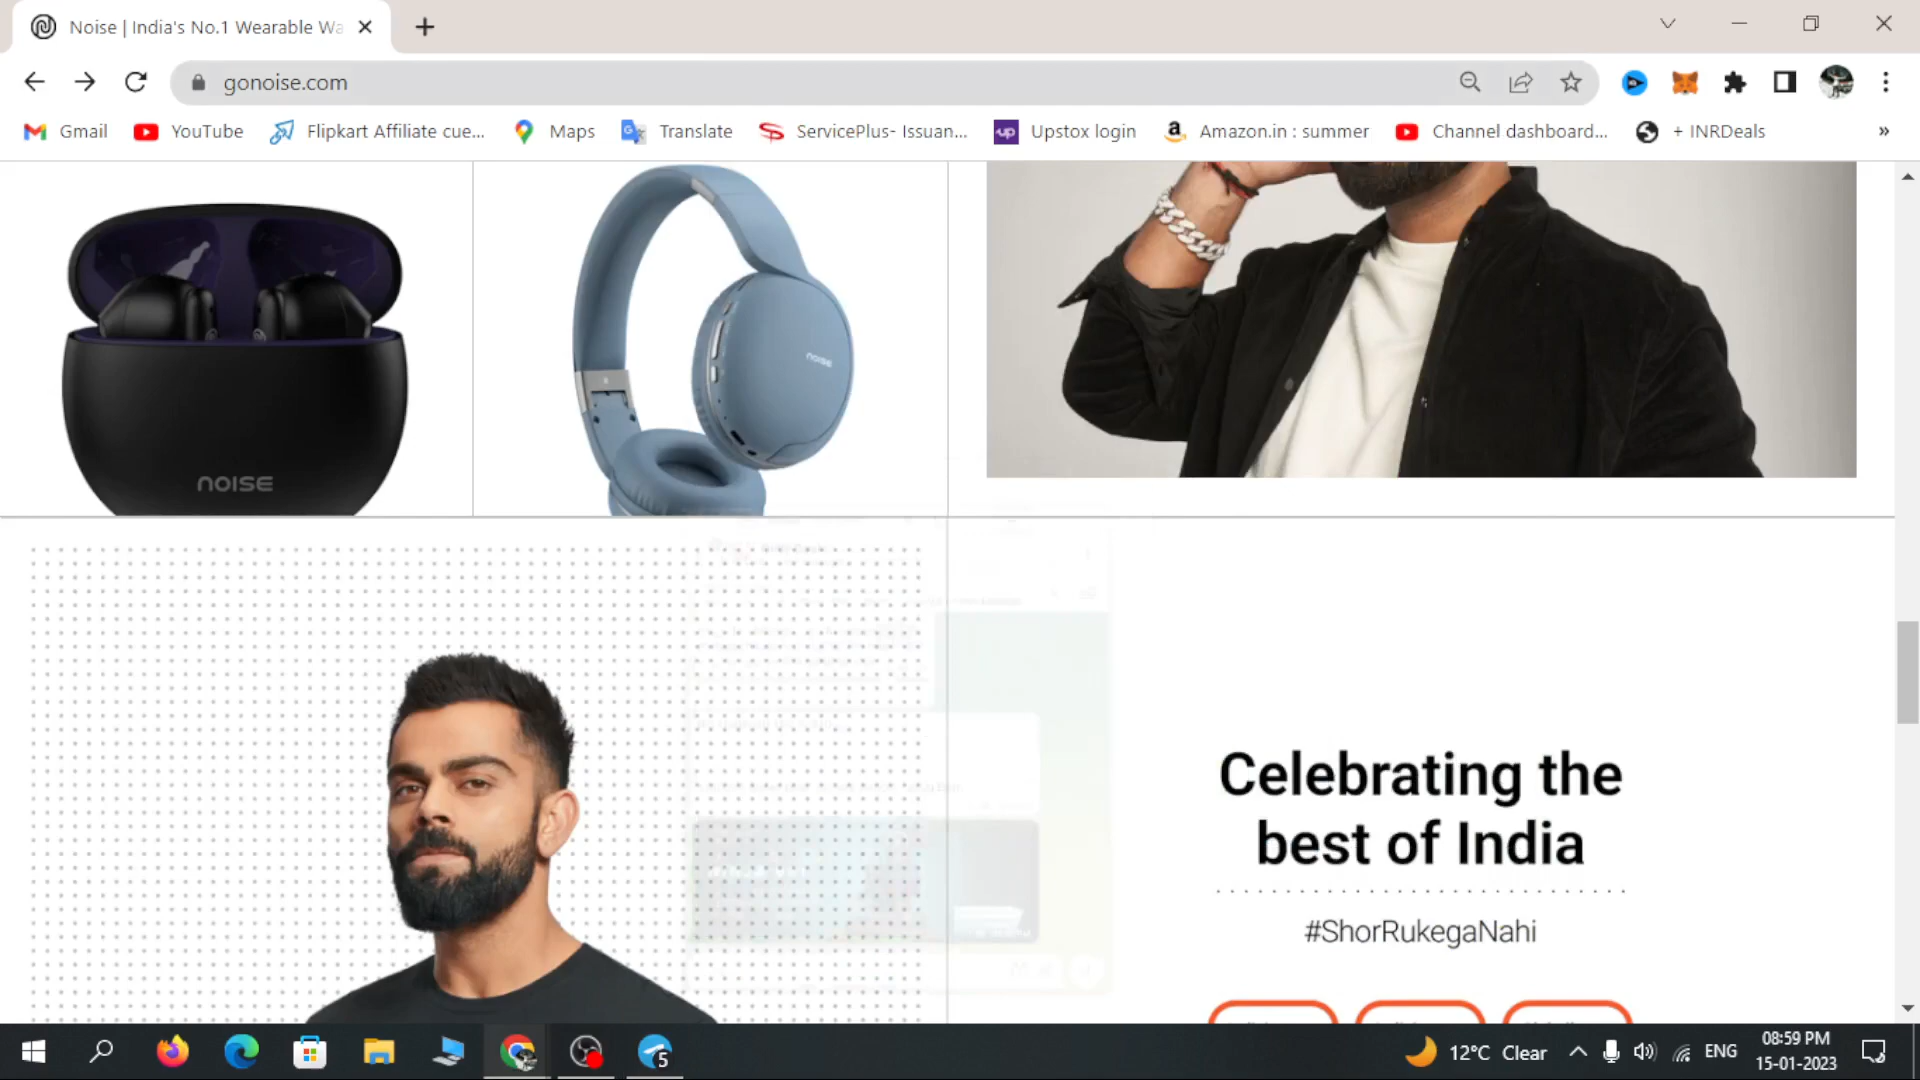 Noise | India's No.1 Wearable Wa
gonoise.com
Gmail
YouTube
Flipkart Affiliate cue...
Maps
Translate
ServicePlus- Issuan...
up
Upstox login
Amazon.in : summer
Channel dashboard...
+ INRDeals
»
noise
NOISE
Celebrating the
best of India
#ShorRukegaNahi
5
12°C Clear
ENG
08:59 PM
15-01-2023